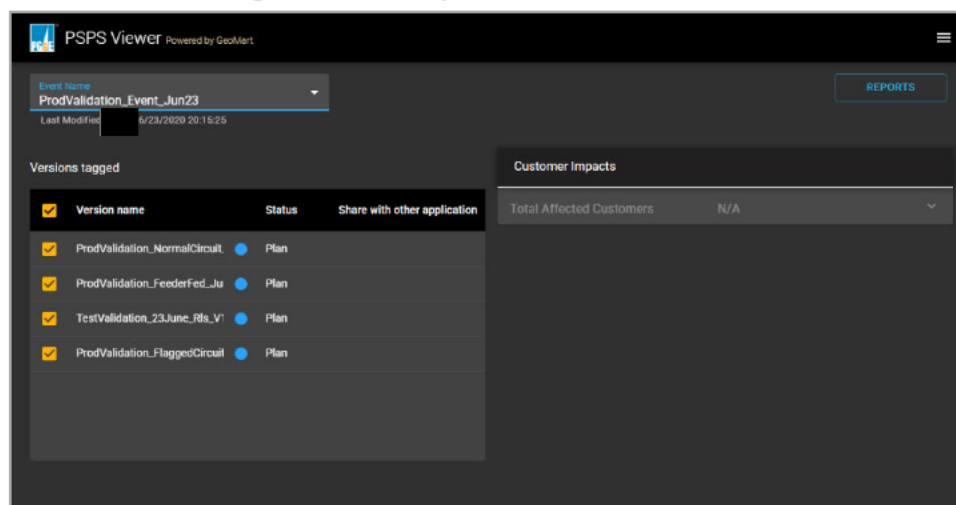 PG&E PSPS Viewer Powered by GeoMart
Event Name
ProdValidation_Event_Jun23
Last Modified 6/23/2020 20:15:25
REPORTS
Versions tagged
Customer Impacts
Version name Status Share with other application
Total Affected Customers N/A
ProdValidation_NormalCircuit_ Plan
ProdValidation_FeederFed_Ju Plan
TestValidation_23June_Rls_V1 Plan
ProdValidation_FlaggedCircuit Plan